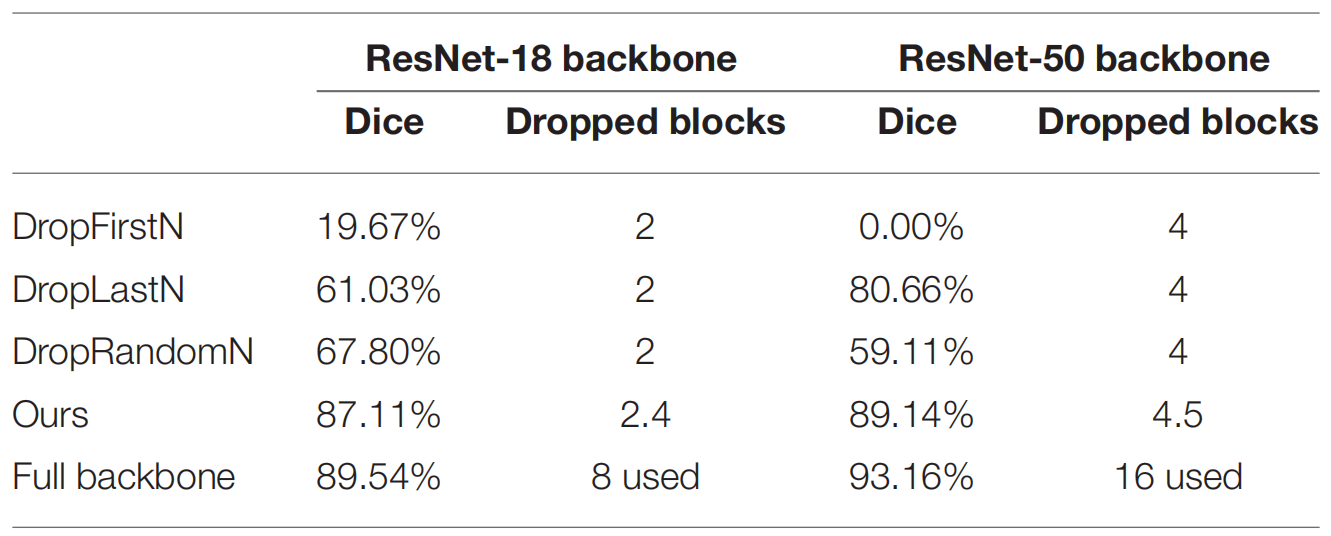 ResNet-18 backbone ResNet-50 backbone
Dice Dropped blocks Dice Dropped blocks
DropFirstN 19.67% 2 0.00% 4
DropLastN 61.03% 2 80.66% 4
DropRandomN 67.80% 2 59.11% 4
Ours 87.11% 2.4 89.14% 4.5
Full backbone 89.54% 8 used 93.16% 16 used